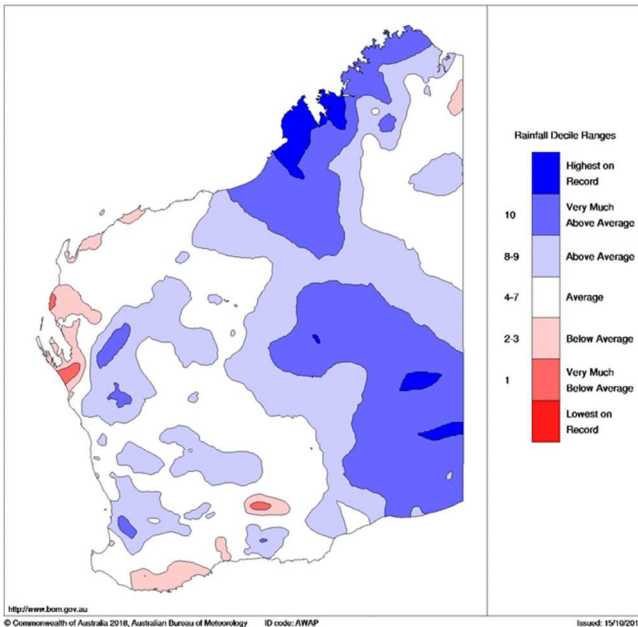 Rainfall Decile Ranges
Highest on
Record
10
Very Much
Above Average
8-9
Above Average
4-7
Average
2-3
Below Average
1
Very Much
Below Average
Lowest on
Record
http://www.bom.gov.au
© Commonwealth of Australia 2018, Australian Bureau of Meteorology ID code: AWAP Issued: 15/10/201